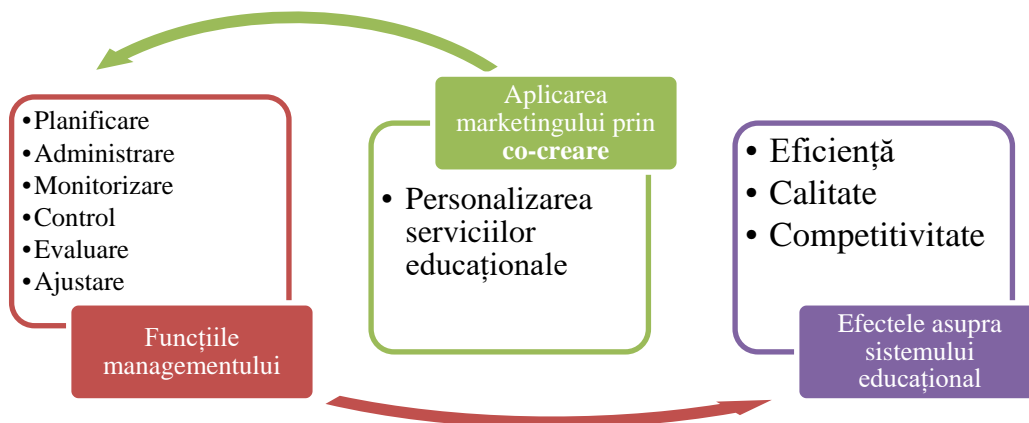 •Planificare
•Administrare
•Monitorizare
•Control
•Evaluare
•Ajustare
Funcțiile
managementului
Aplicarea
marketingului prin
co-creare
• Personalizarea
serviciilor
educaționale
• Eficiență
• Calitate
• Competitivitate
Efectele asupra
sistemului
educațional